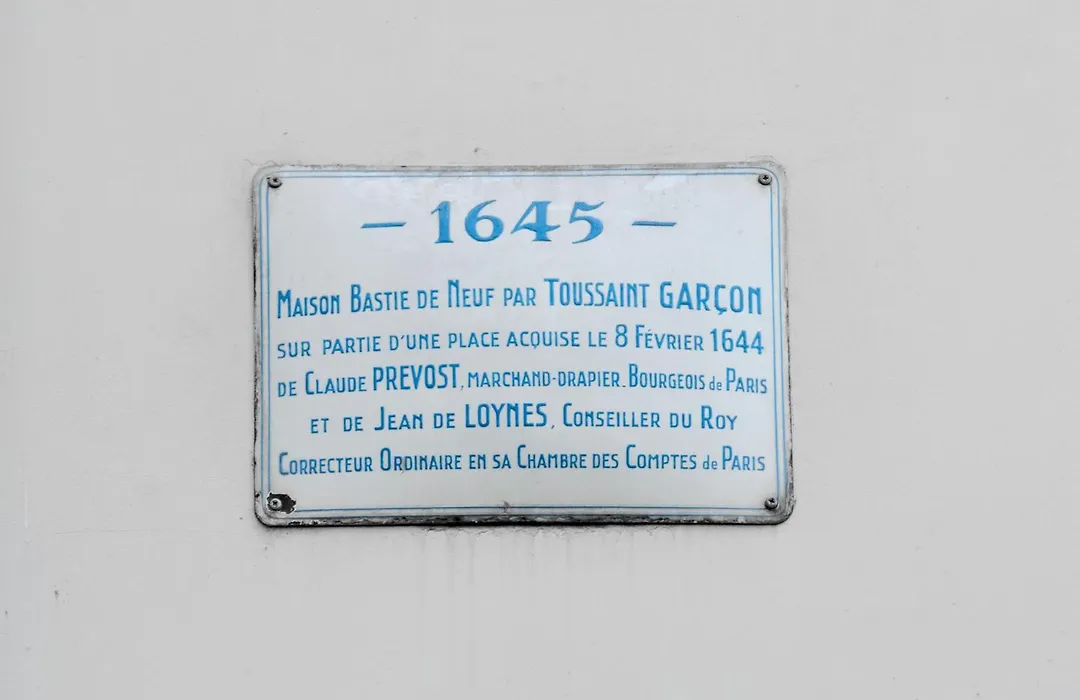 — 1645 —
Maison Bastie de Neuf par TOUSSAINT GARÇON
sur partie d'une place acquise le 8 Février 1644
de Claude PREVOST, marchand-drapier. Bourgeois de Paris
et de Jean de LOYNES, Conseiller du Roy
Correcteur Ordinaire en sa Chambre des Comptes de Paris